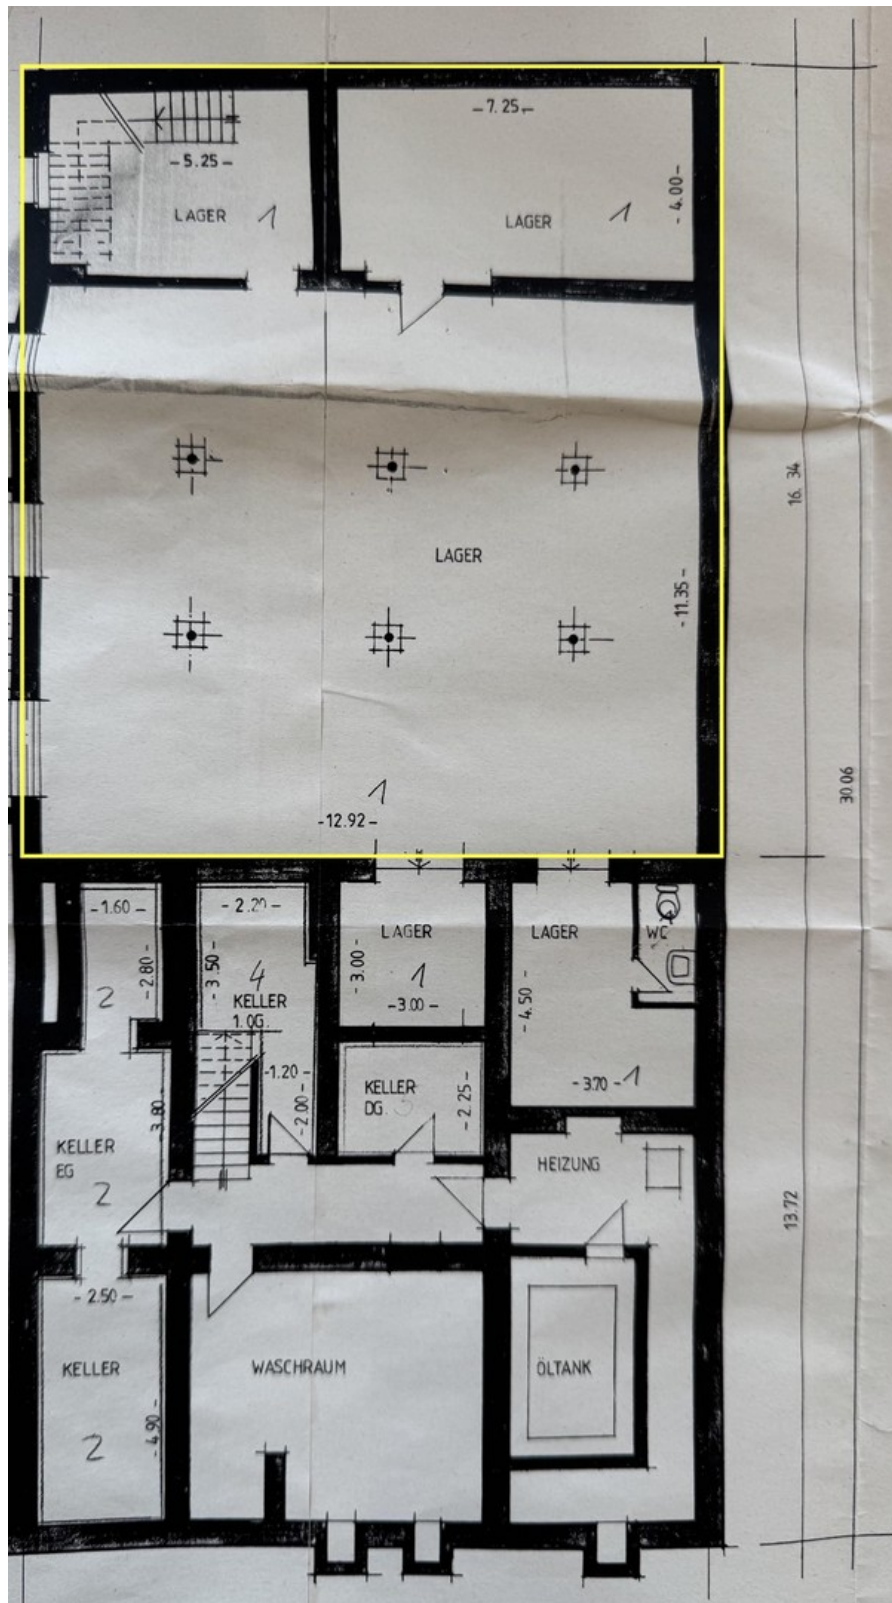 -7.25-
-5.25-
-4.00-
LAGER 1
LAGER 1
16.34
LAGER
-11.35-
1
-12.92-
30.06
-1.60-
-2.20-
LAGER
LAGER
WC
-2.80-
-3.50-
-3.00-
2
4
1
KELLER
1.OG.
-3.00-
-4.50-
-1.20-
KELLER
DG.
-2.25-
-3.70-
1
-3.80
-2.00-
KELLER
EG
HEIZUNG
2
13.72
-2.50-
KELLER
WASCHRAUM
ÖLTANK
-4.90-
2